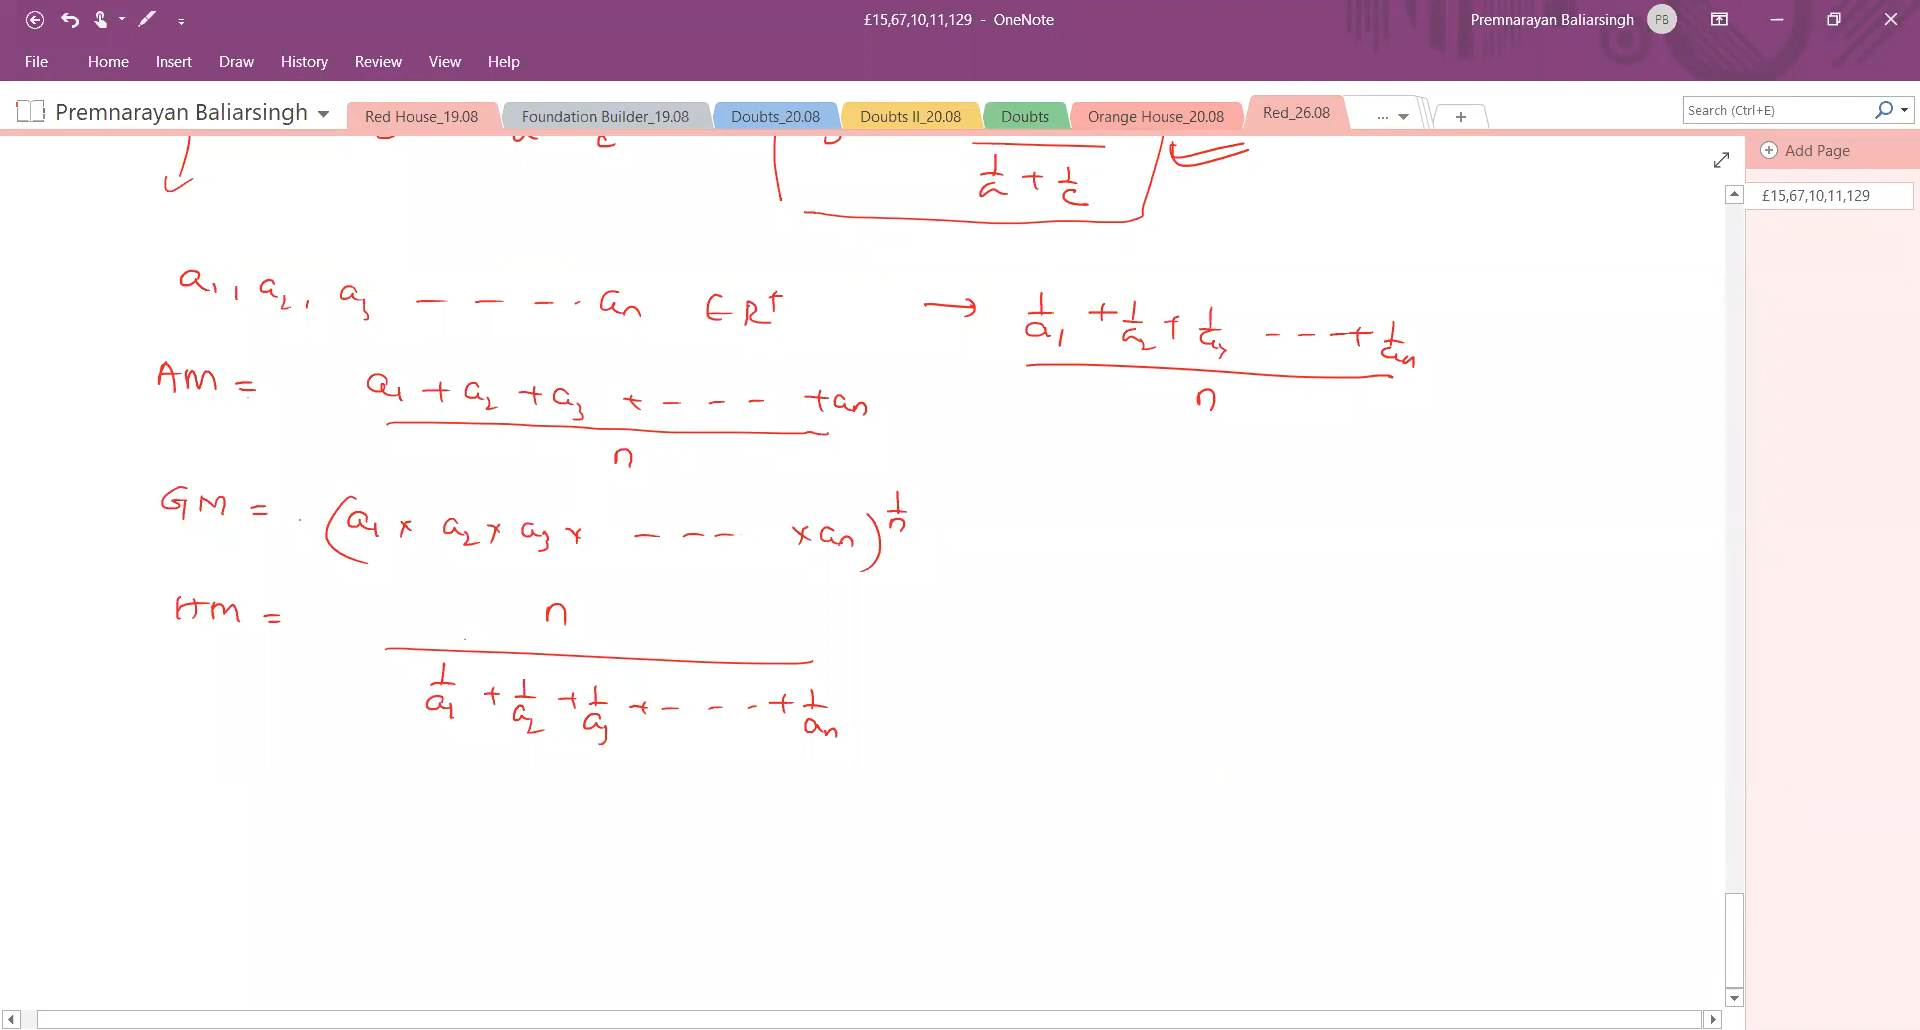 £15,67,10,11,129 - OneNote
Premnarayan Baliarsingh PB
File Home Insert Draw History Review View Help
Premnarayan Baliarsingh
Red House_19.08 Foundation Builder_19.08 Doubts_20.08 Doubts II_20.08 Doubts Orange House_20.08 Red_26.08 ...
Search (Ctrl+E)
Add Page
£15,67,10,11,129
1/a + 1/c
a1, a2, a3 - - - - an ∈ R+ → (1/a1 + 1/a2 + 1/a3 - - - + 1/an) / n
AM = (a1 + a2 + a3 + - - - + an) / n
GM = (a1 × a2 × a3 × - - - × an)^(1/n)
HM = n / (1/a1 + 1/a2 + 1/a3 + - - - + 1/an)